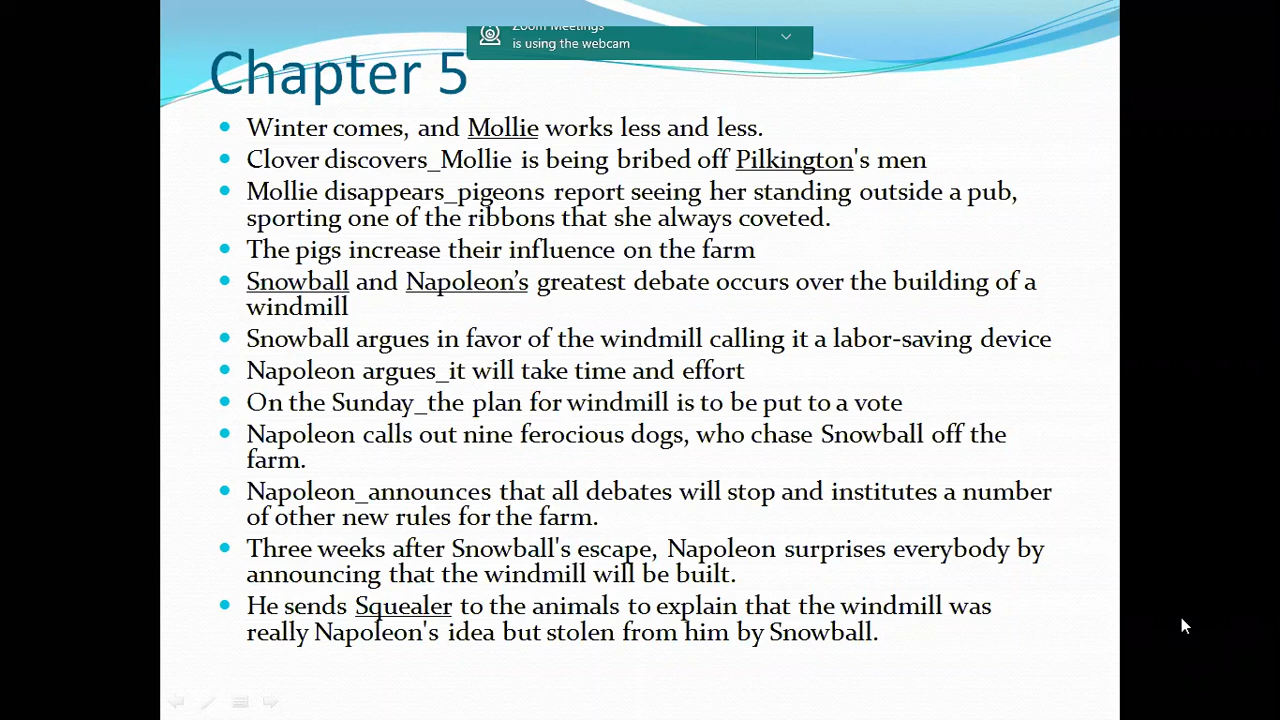 Zoom Meetings
is using the webcam
Chapter 5
Winter comes, and Mollie works less and less.
Clover discovers_Mollie is being bribed off Pilkington's men
Mollie disappears_pigeons report seeing her standing outside a pub,
sporting one of the ribbons that she always coveted.
The pigs increase their influence on the farm
Snowball and Napoleon’s greatest debate occurs over the building of a
windmill
Snowball argues in favor of the windmill calling it a labor-saving device
Napoleon argues_it will take time and effort
On the Sunday_the plan for windmill is to be put to a vote
Napoleon calls out nine ferocious dogs, who chase Snowball off the
farm.
Napoleon_announces that all debates will stop and institutes a number
of other new rules for the farm.
Three weeks after Snowball's escape, Napoleon surprises everybody by
announcing that the windmill will be built.
He sends Squealer to the animals to explain that the windmill was
really Napoleon's idea but stolen from him by Snowball.